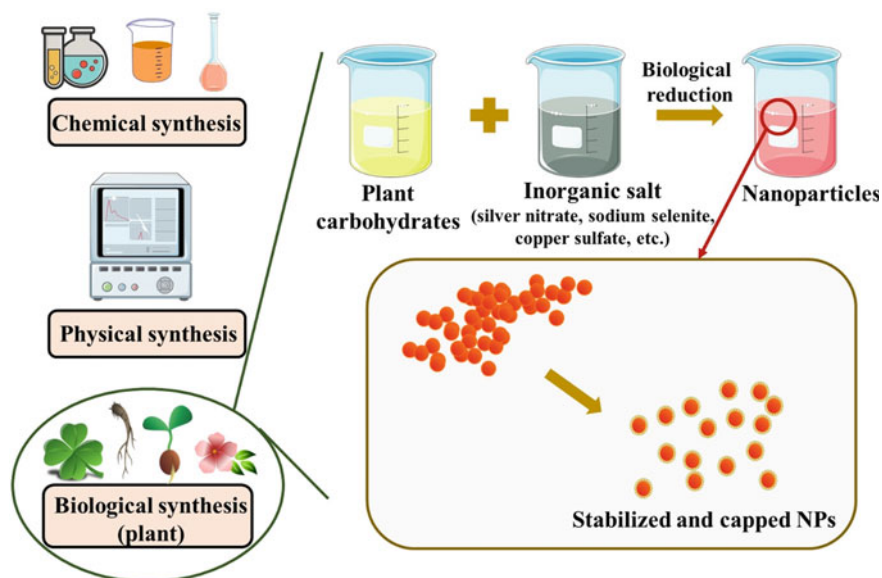 Chemical synthesis
Physical synthesis
Biological synthesis
(plant)
Plant
carbohydrates
Inorganic salt
(silver nitrate, sodium selenite,
copper sulfate, etc.)
Biological
reduction
Nanoparticles
Stabilized and capped NPs